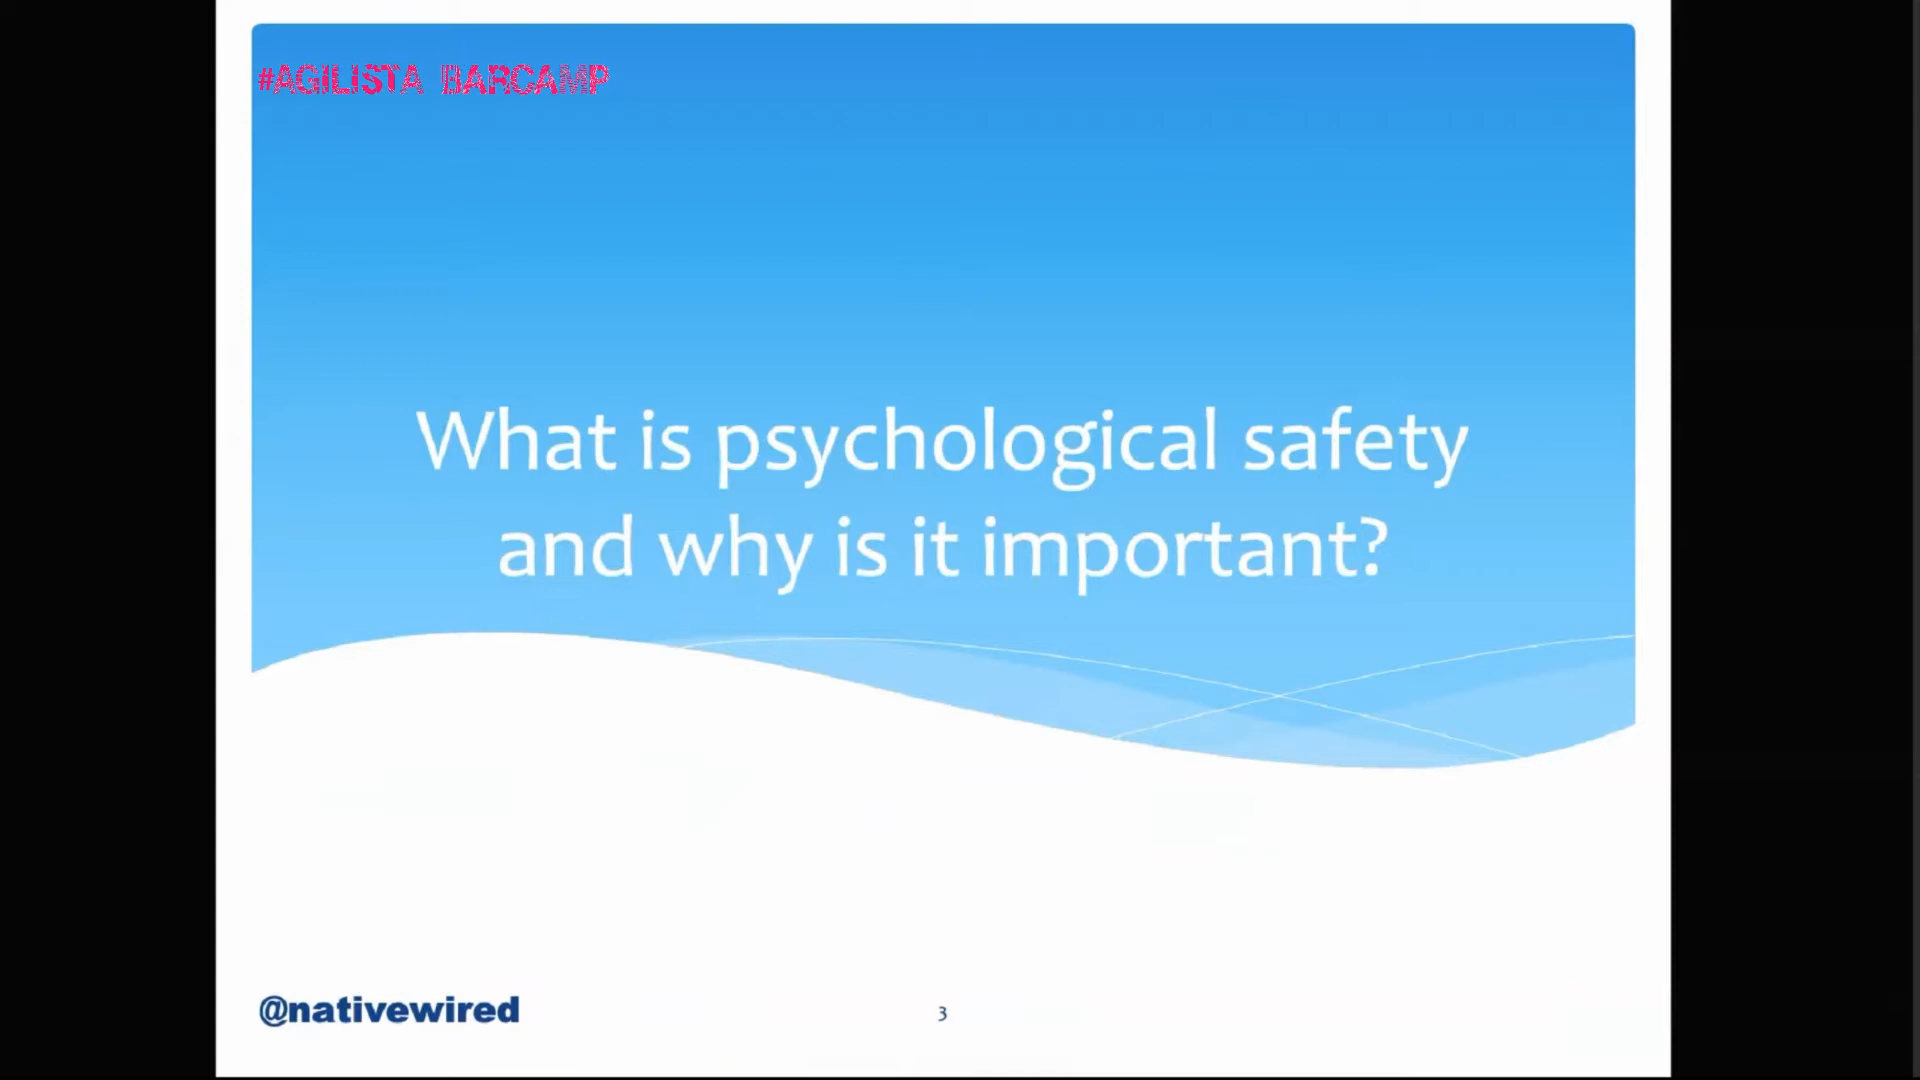 #AGILISTA BARCAMP
What is psychological safety
and why is it important?
@nativewired
3